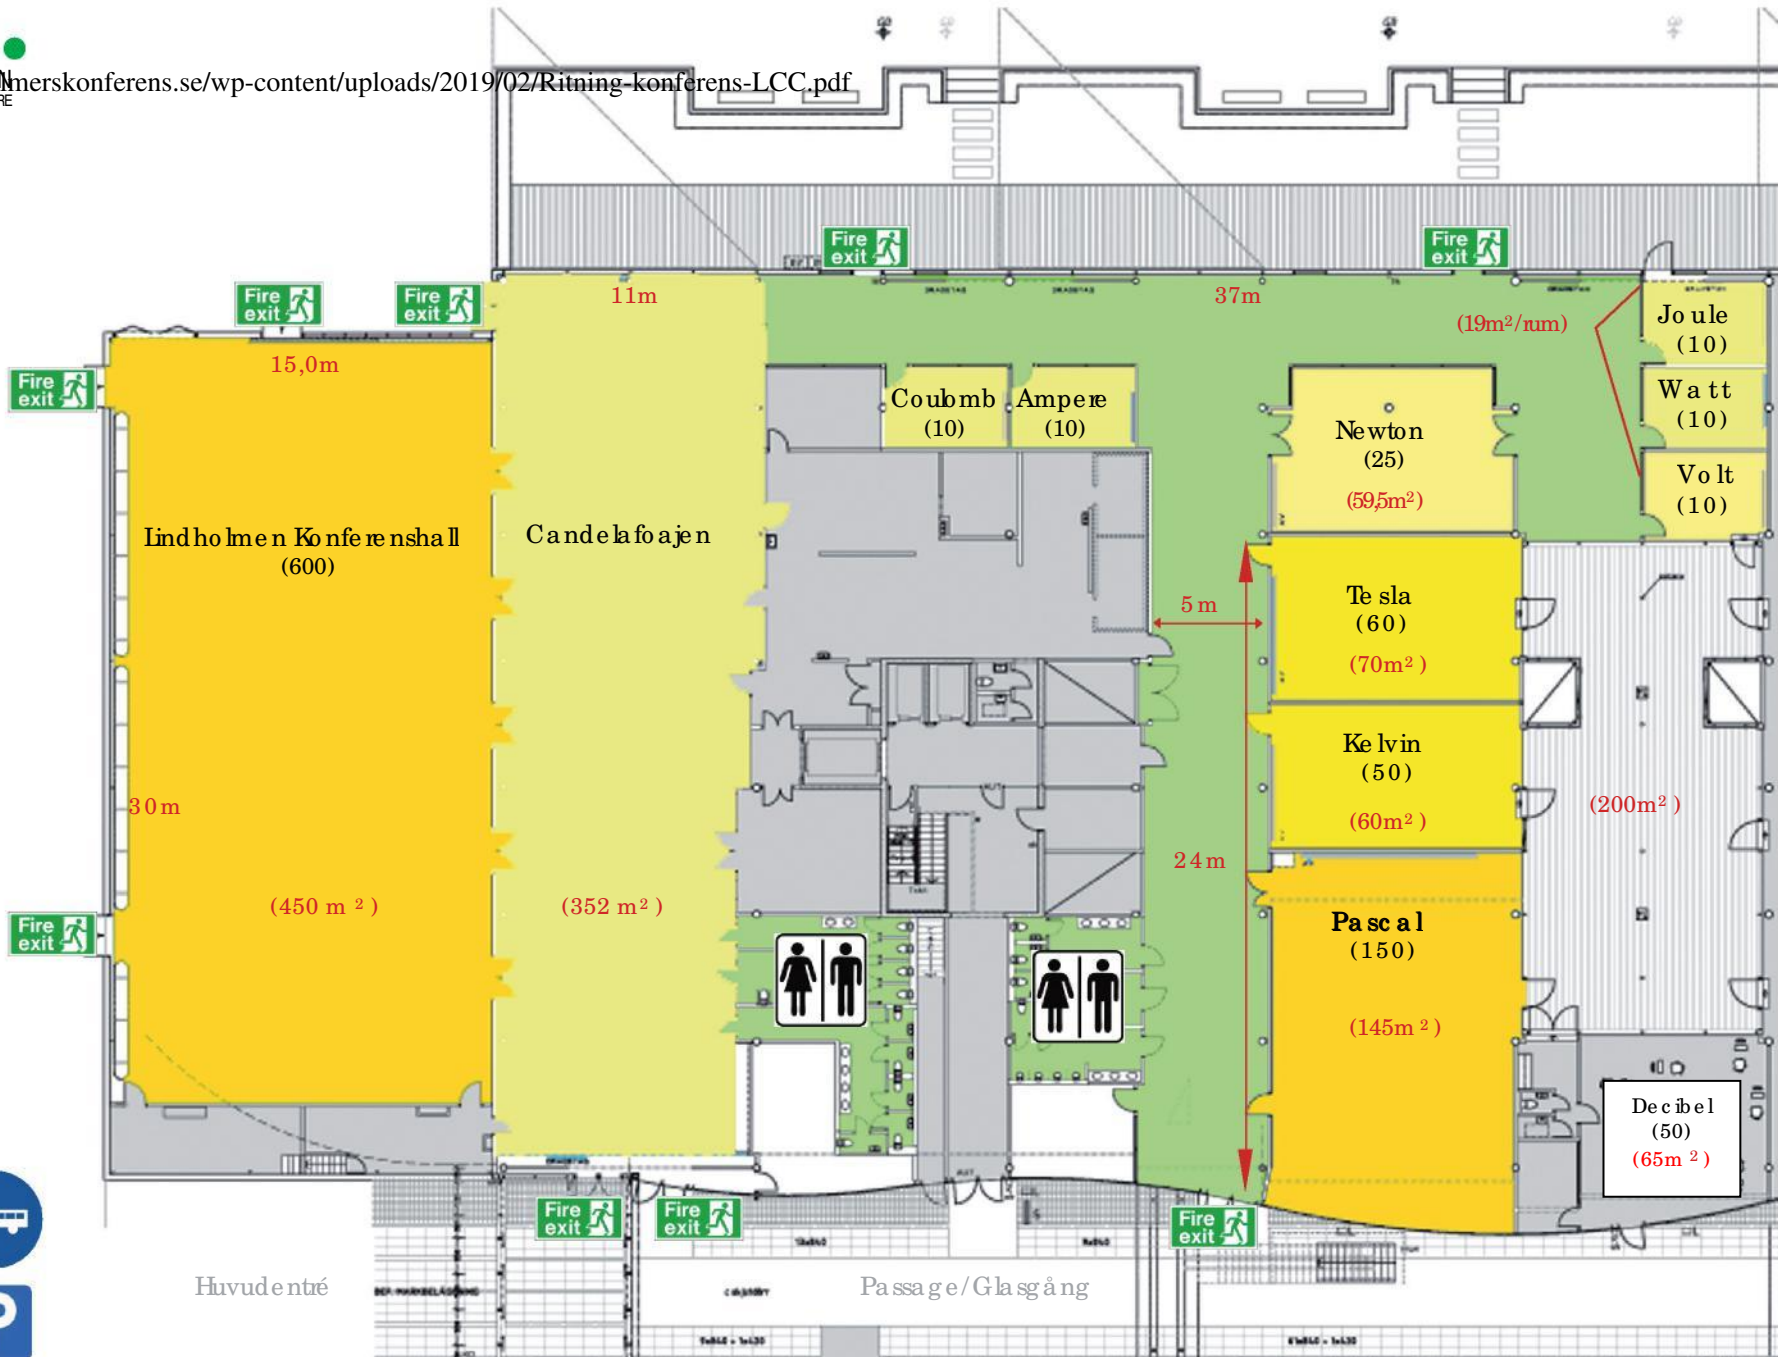 merskonferens.se/wp-content/uploads/2019/02/Ritning-konferens-LCC.pdf
Fire exit
Fire exit
Fire exit
Fire exit
11m
37m
(19m²/rum)
Joule
(10)
15,0m
Fire exit
Coulomb
(10)
Ampere
(10)
Watt
(10)
Newton
(25)
(59,5m²)
Volt
(10)
Lindholmen Konferenshall
(600)
Candelafoajen
5m
Tesla
(60)
(70m²)
Kelvin
(50)
(60m²)
30m
(200m²)
24m
(450 m²)
(352 m²)
Fire exit
Pascal
(150)
(145m²)
Decibel
(50)
(65m²)
Fire exit
Fire exit
Fire exit
Huvudentré
Passage/Glasgång